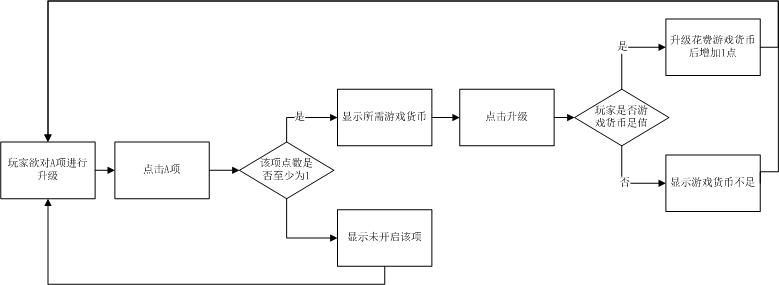 玩家欲对A项进行
升级
点击A项
该项点数是
否至少为1
是
显示所需游戏货币
点击升级
玩家是否游
戏货币是值
是
升级花费游戏货币
后增加1点
否
显示游戏货币不足
显示未开启该项